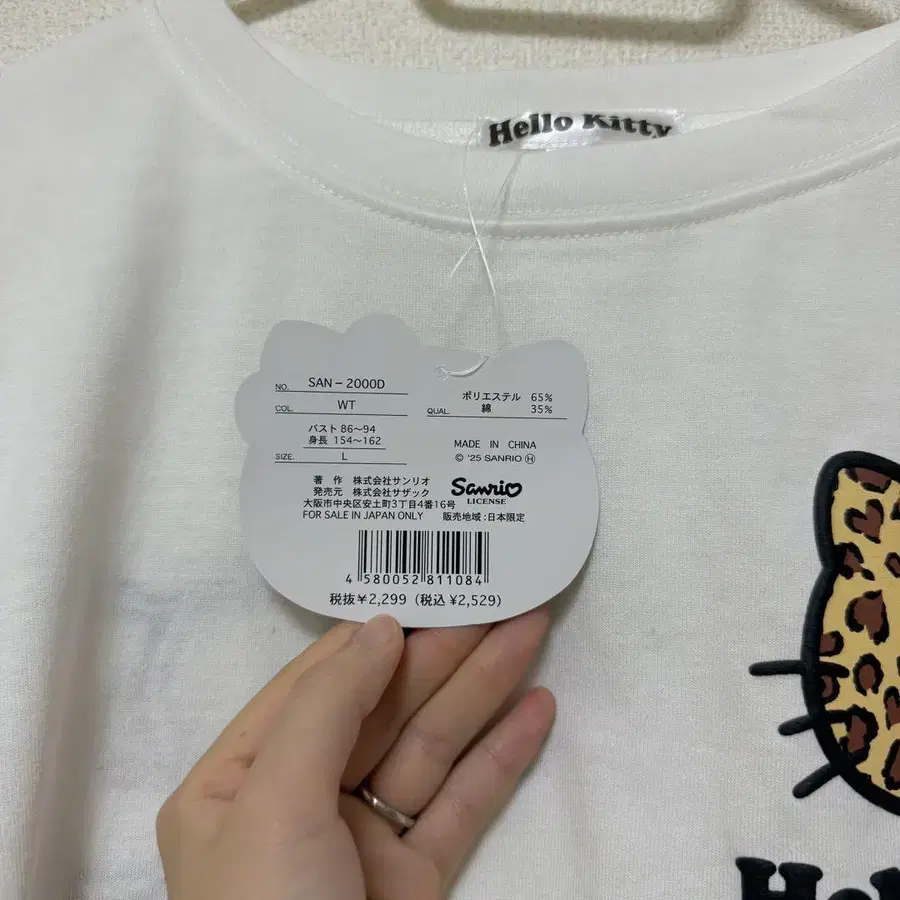 Hello Kitty
NO. SAN-2000D
COL. WT
バスト 86〜94
身長 154〜162
SIZE. L
ポリエステル 65%
QUAL. 綿 35%
MADE IN CHINA
© '25 SANRIO Ⓗ
著 作 株式会社サンリオ
発売元 株式会社サザック
大阪市中央区安土町3丁目4番16号
FOR SALE IN JAPAN ONLY 販売地域:日本限定
Sanrio
LICENSE
4 580052 811084
税抜¥2,299(税込¥2,529)